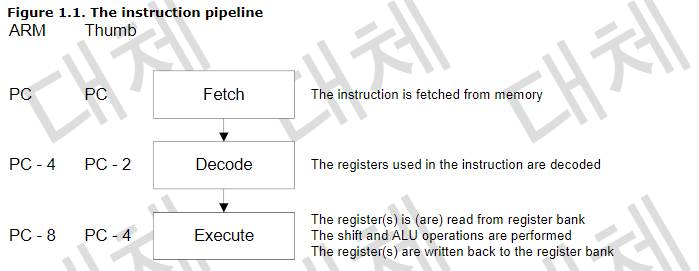 Figure 1.1. The instruction pipeline
ARM Thumb
PC PC Fetch The instruction is fetched from memory
PC - 4 PC - 2 Decode The registers used in the instruction are decoded
PC - 8 PC - 4 Execute The register(s) is (are) read from register bank
The shift and ALU operations are performed
The register(s) are written back to the register bank
대체
대체
대체
대체
대체
대체